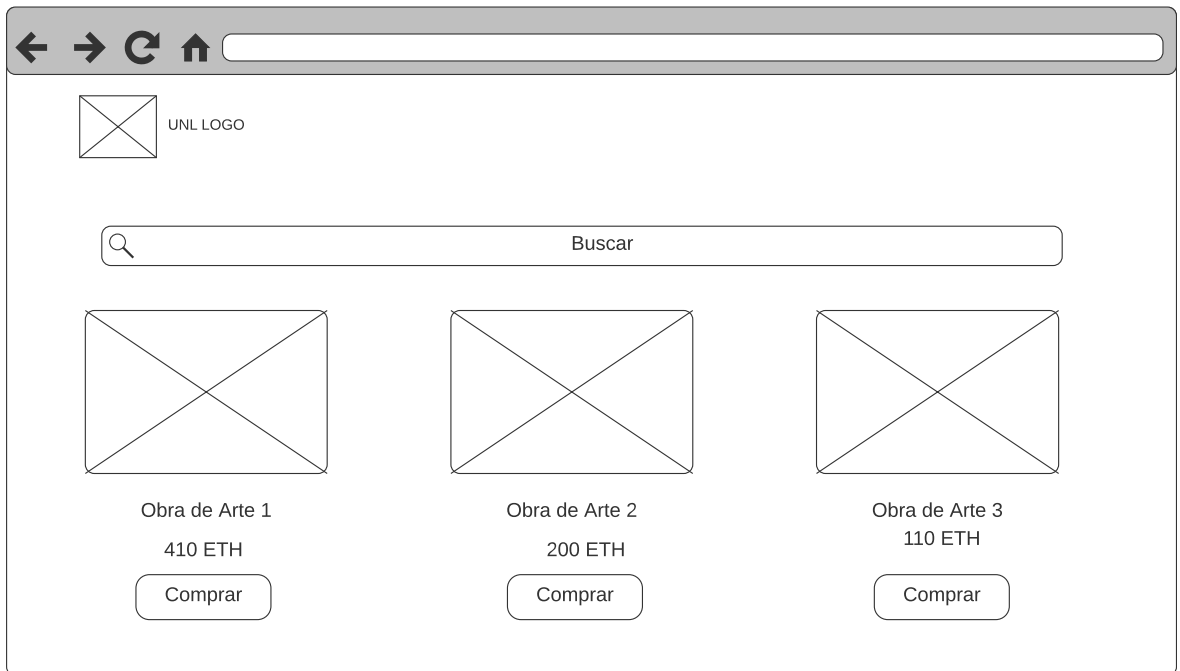 UNL LOGO
Buscar
Obra de Arte 1
Obra de Arte 2
Obra de Arte 3
410 ETH
200 ETH
110 ETH
Comprar
Comprar
Comprar